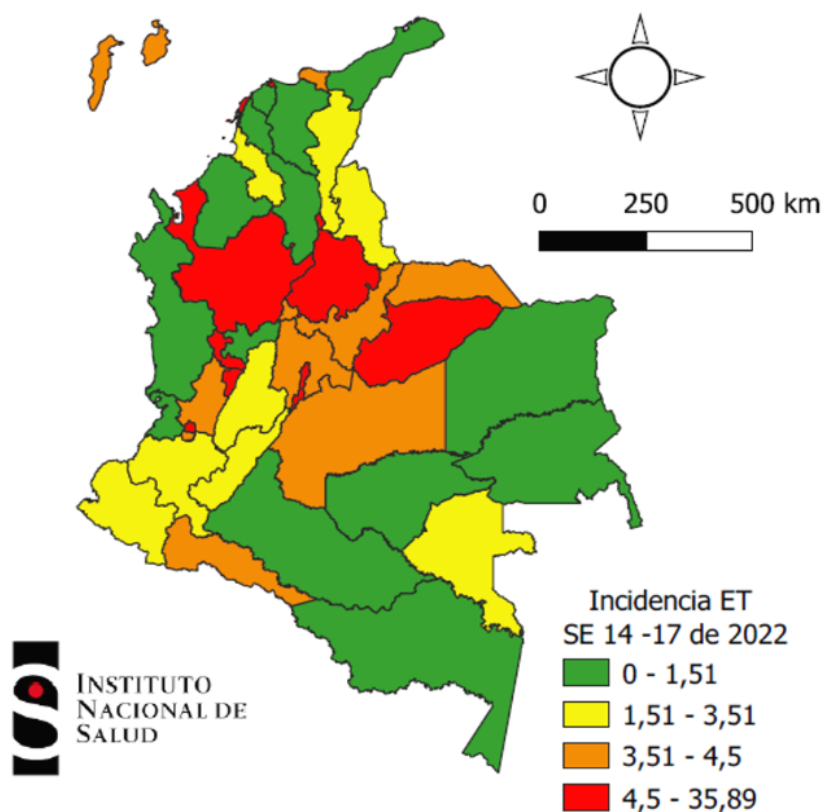 0 250 500 km
Incidencia ET
SE 14 -17 de 2022
0 - 1,51
1,51 - 3,51
3,51 - 4,5
4,5 - 35,89
INSTITUTO
NACIONAL DE
SALUD